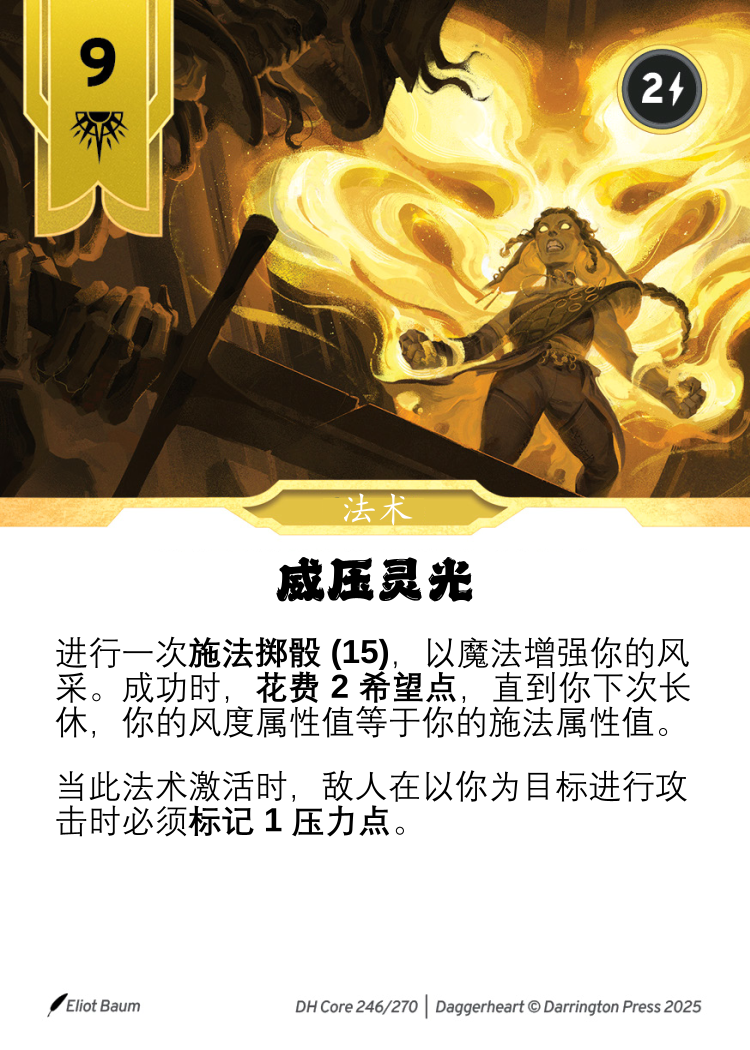 9
2
法术
威压灵光
进行一次施法掷骰 (15)，以魔法增强你的风
采。成功时，花费 2 希望点，直到你下次长
休，你的风度属性值等于你的施法属性值。
当此法术激活时，敌人在以你为目标进行攻
击时必须标记 1 压力点。
Eliot Baum
DH Core 246/270 | Daggerheart © Darrington Press 2025